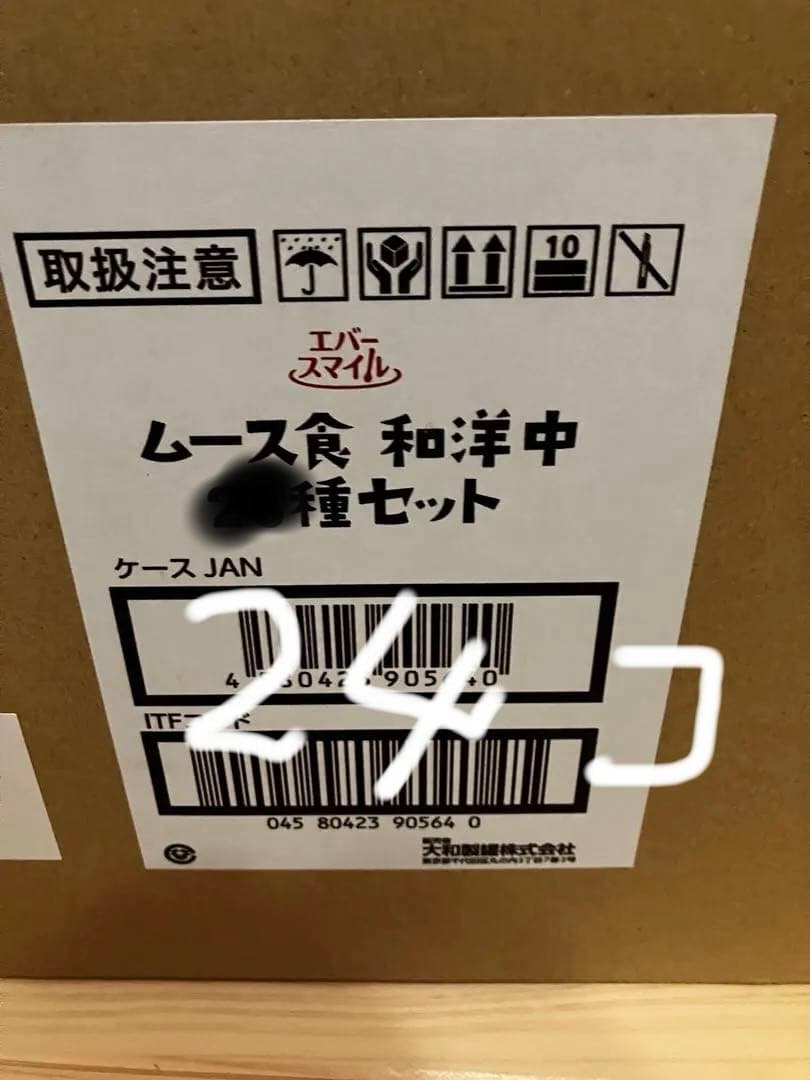 取扱注意
10
エバー
スマイル
ムース食 和洋中
種セット
ケース JAN
ITF
24コ
045 80423 90564 0
大和製罐株式会社